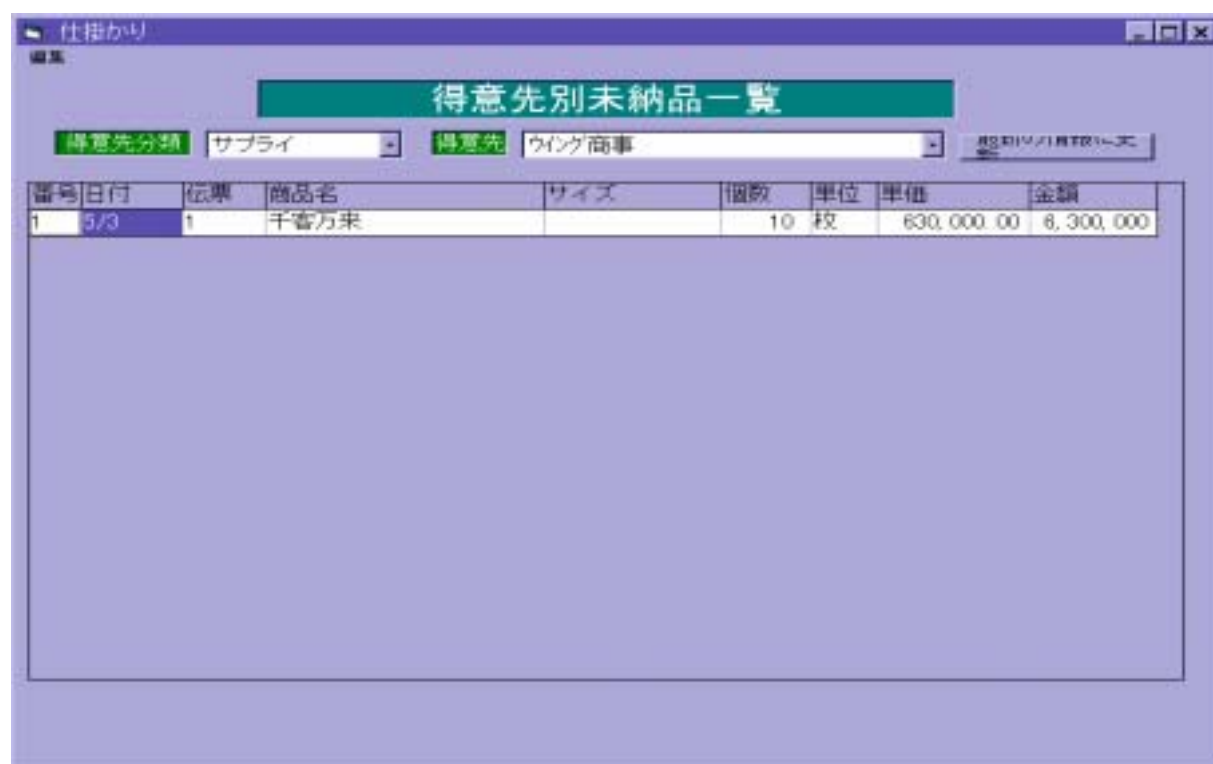 仕掛かり
編集
得意先別未納品一覧
得意先分類 サプライ 得意先 ウイング商事
番号 日付 伝票 商品名 サイズ 個数 単位 単価 金額
1 5/3 1 千客万来 10 枚 630,000.00 6,300,000